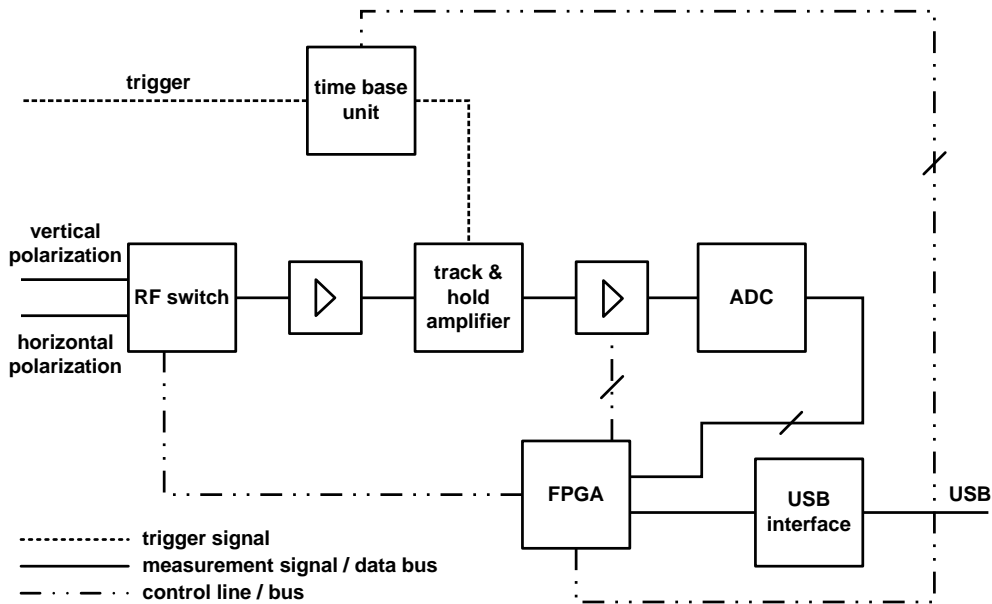 trigger
time base
unit
vertical
polarization
RF switch
track &
hold
amplifier
ADC
horizontal
polarization
FPGA
USB
interface
USB
trigger signal
measurement signal / data bus
control line / bus